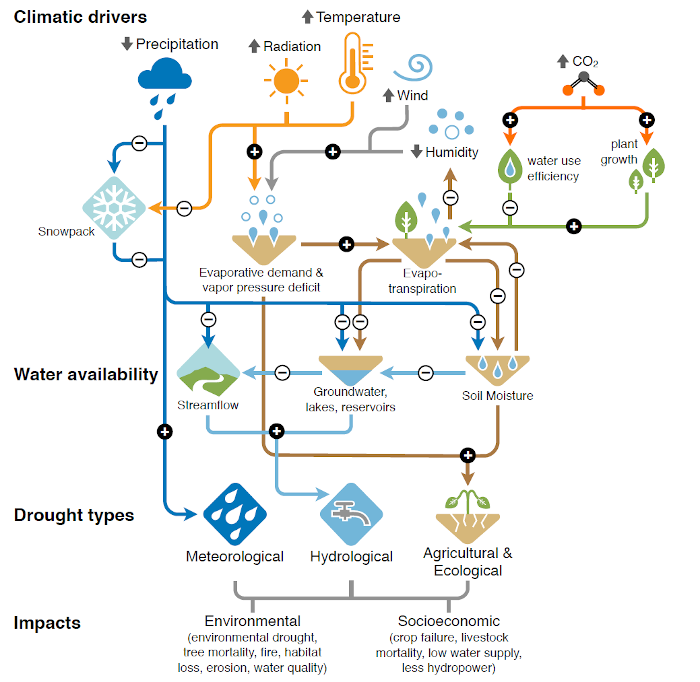 Climatic drivers
Temperature
Precipitation
Radiation
CO₂
Wind
plant
growth
Humidity
water use
efficiency
Snowpack
Evaporative demand &
vapor pressure deficit
Evapo-
transpiration
Water availability
Streamflow
Groundwater,
lakes, reservoirs
Soil Moisture
Drought types
Meteorological
Hydrological
Agricultural &
Ecological
Impacts
Environmental
(environmental drought,
tree mortality, fire, habitat
loss, erosion, water quality)
Socioeconomic
(crop failure, livestock
mortality, low water supply,
less hydropower)